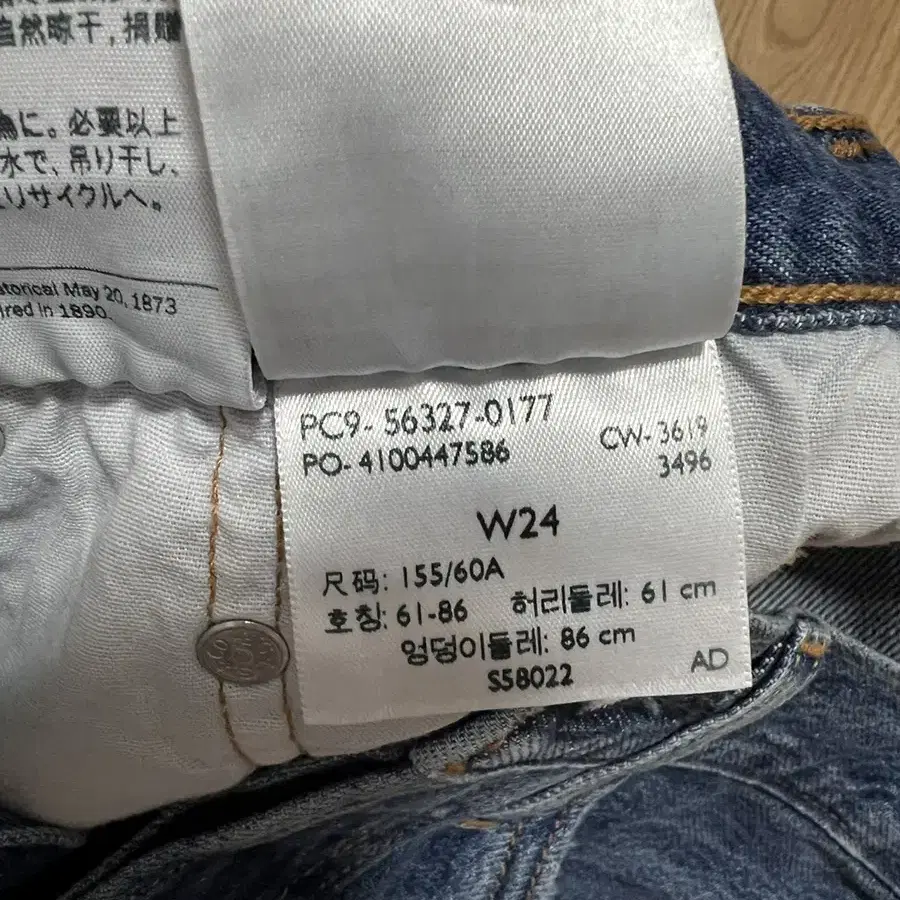 自然晾干,捐贈
為に。必要以上
水で、吊り干し、
リサイクルへ。
storical May 20, 1873
ired in 1890.
PC9- 56327-0177
PO- 4100447586
CW- 3619
3496
W24
尺码: 155/60A
호칭: 61-86 허리둘레: 61 cm
엉덩이둘레: 86 cm
S58022
AD